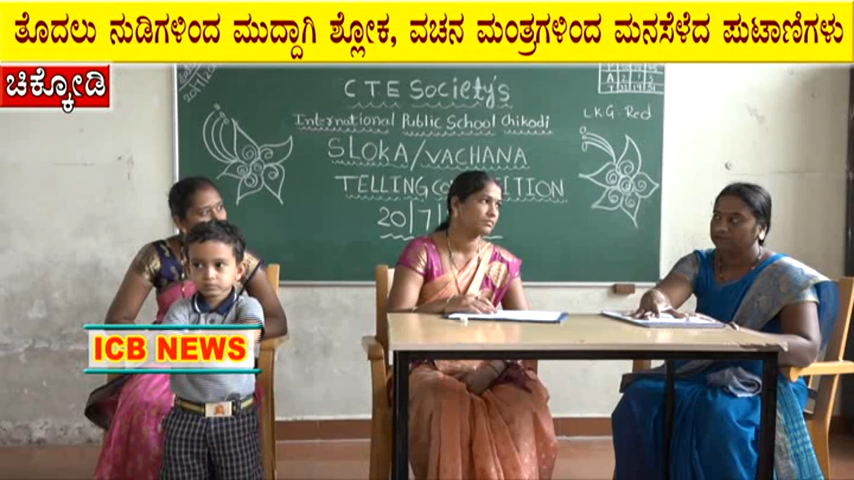 ತೊದಲು ನುಡಿಗಳಿಂದ ಮುದ್ದಾಗಿ ಶ್ಲೋಕ, ವಚನ ಮಂತ್ರಗಳಿಂದ ಮನಸೆಳೆದ ಪುಟಾಣಿಗಳು
ಚಿಕ್ಕೋಡಿ
CTE Society's
International Public School Chikodi
LKG-Red
SLOKA/VACHANA
TELLING
20/7/
ICB NEWS